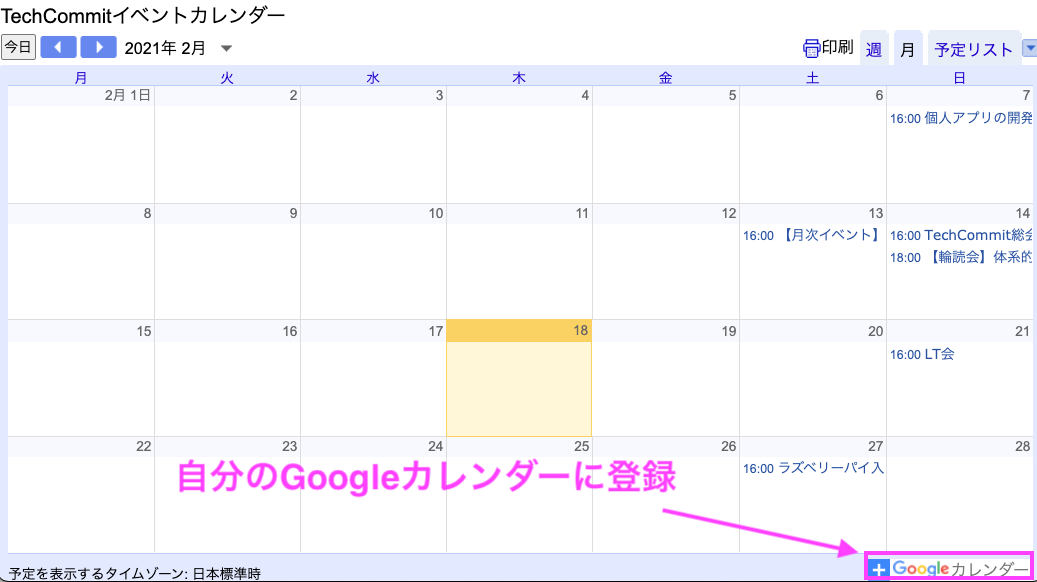 TechCommitイベントカレンダー
今日 2021年 2月 印刷 週 月 予定リスト
月 火 水 木 金 土 日
2月 1日 2 3 4 5 6 7
16:00 個人アプリの開発
8 9 10 11 12 13 14
16:00 【月次イベント】 16:00 TechCommit総会
18:00 【輪読会】体系的
15 16 17 18 19 20 21
16:00 LT会
22 23 24 25 26 27 28
16:00 ラズベリーパイ入
自分のGoogleカレンダーに登録
予定を表示するタイムゾーン: 日本標準時
Googleカレンダー